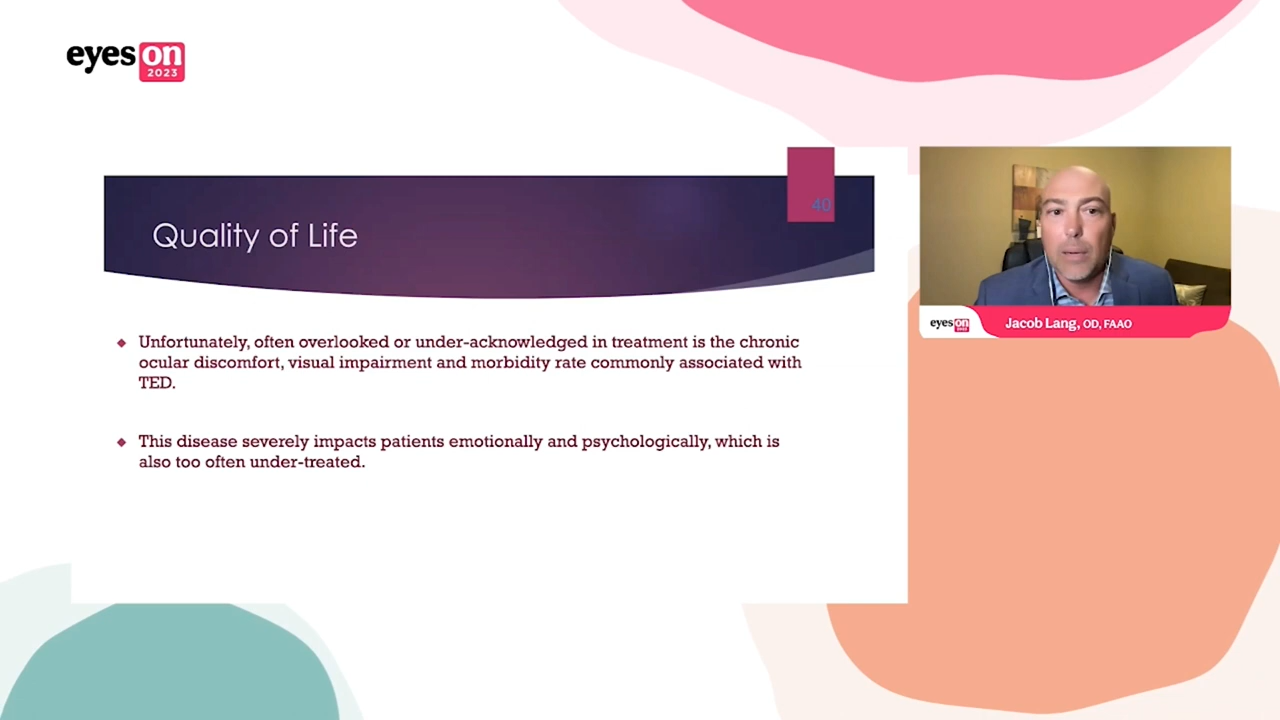 eyes on
2023
40
Quality of Life
Unfortunately, often overlooked or under-acknowledged in treatment is the chronic
ocular discomfort, visual impairment and morbidity rate commonly associated with
TED.
This disease severely impacts patients emotionally and psychologically, which is
also too often under-treated.
eyes on
2023
Jacob Lang, OD, FAAO